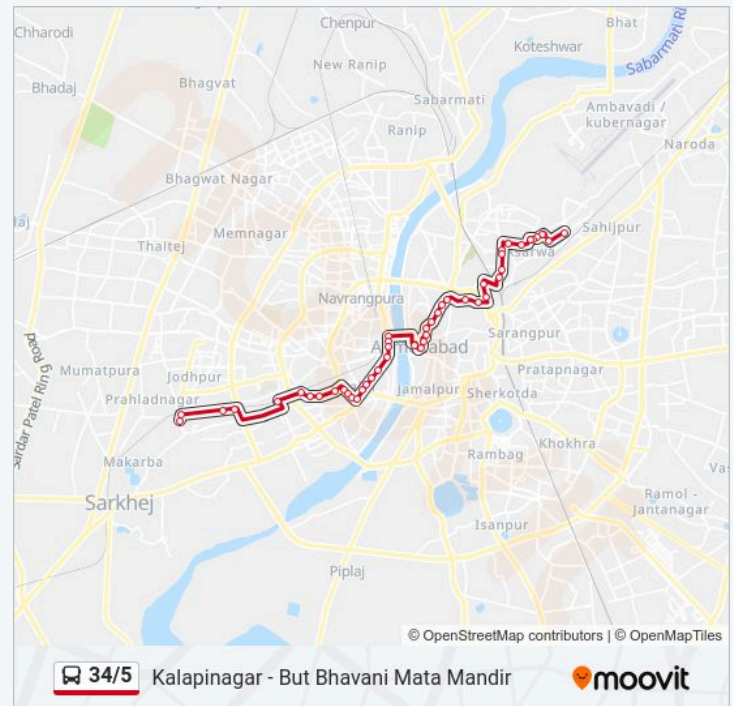 Chharodi
Chenpur
Bhat
Koteshwar
Sabarmati Ri
New Ranip
Bhadaj
Bhagvat
Sabarmati
Ambavadi /
kubernagar
Ranip
Naroda
Bhagwat Nagar
Sahijpur
Memnagar
Thaltej
Asarwa
Navrangpura
Sarangpur
Sardar Patel Rin g Road
Mumatpura
Jodhpur
Pratapnagar
Prahladnagar
Jamalpur
Sherkotda
Makarba
Khokhra
Rambag
Sarkhej
Ramol -
Jantanagar
Isanpur
Piplaj
© OpenStreetMap contributors | © OpenMapTiles
34/5 Kalapinagar - But Bhavani Mata Mandir
moovit